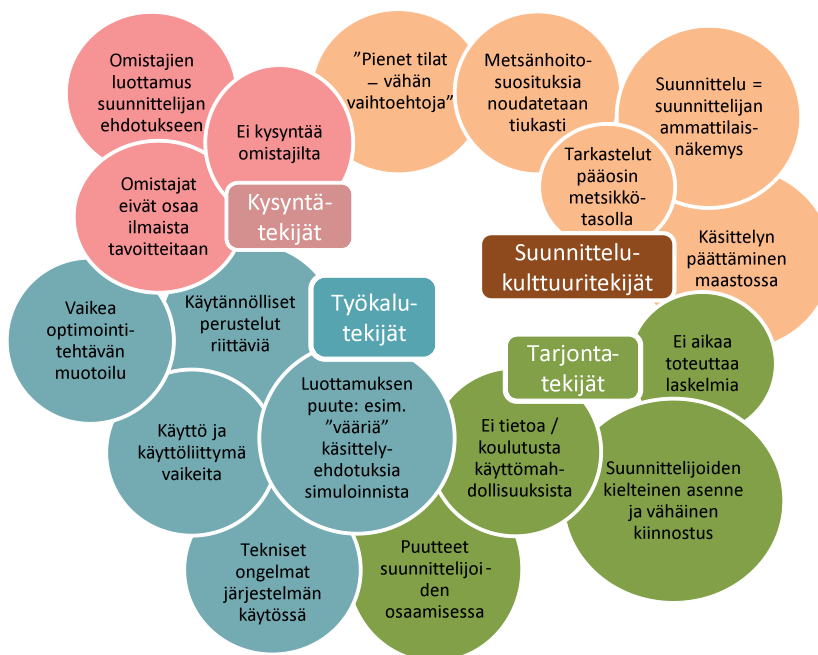 Omistajien
luottamus
suunnittelijan
ehdotukseen
Ei kysyntää
omistajilta
Omistajat
eivät osaa
ilmaista
tavoitteitaan
Kysyntä-
tekijät
”Pienet tilat
– vähän
vaihtoehtoja”
Metsänhoito-
suosituksia
noudatetaan
tiukasti
Suunnittelu =
suunnittelijan
ammattilais-
näkemys
Tarkastelut
pääosin
metsikkö-
tasolla
Käsittelyn
päättäminen
maastossa
Suunnittelu-
kulttuuritekijät
Vaikea
optimointi-
tehtävän
muotoilu
Käytännölliset
perustelut
riittäviä
Työkalu-
tekijät
Käyttö ja
käyttöliittymä
vaikeita
Luottamuksen
puute: esim.
”vääriä”
käsittely-
ehdotuksia
simuloinnista
Tekniset
ongelmat
järjestelmän
käytössä
Tarjonta-
tekijät
Ei aikaa
toteuttaa
laskelmia
Ei tietoa /
koulutusta
käyttömah-
dollisuuksista
Suunnittelijoiden
kielteinen asenne
ja vähäinen
kiinnostus
Puutteet
suunnittelijoi-
den
osaamisessa